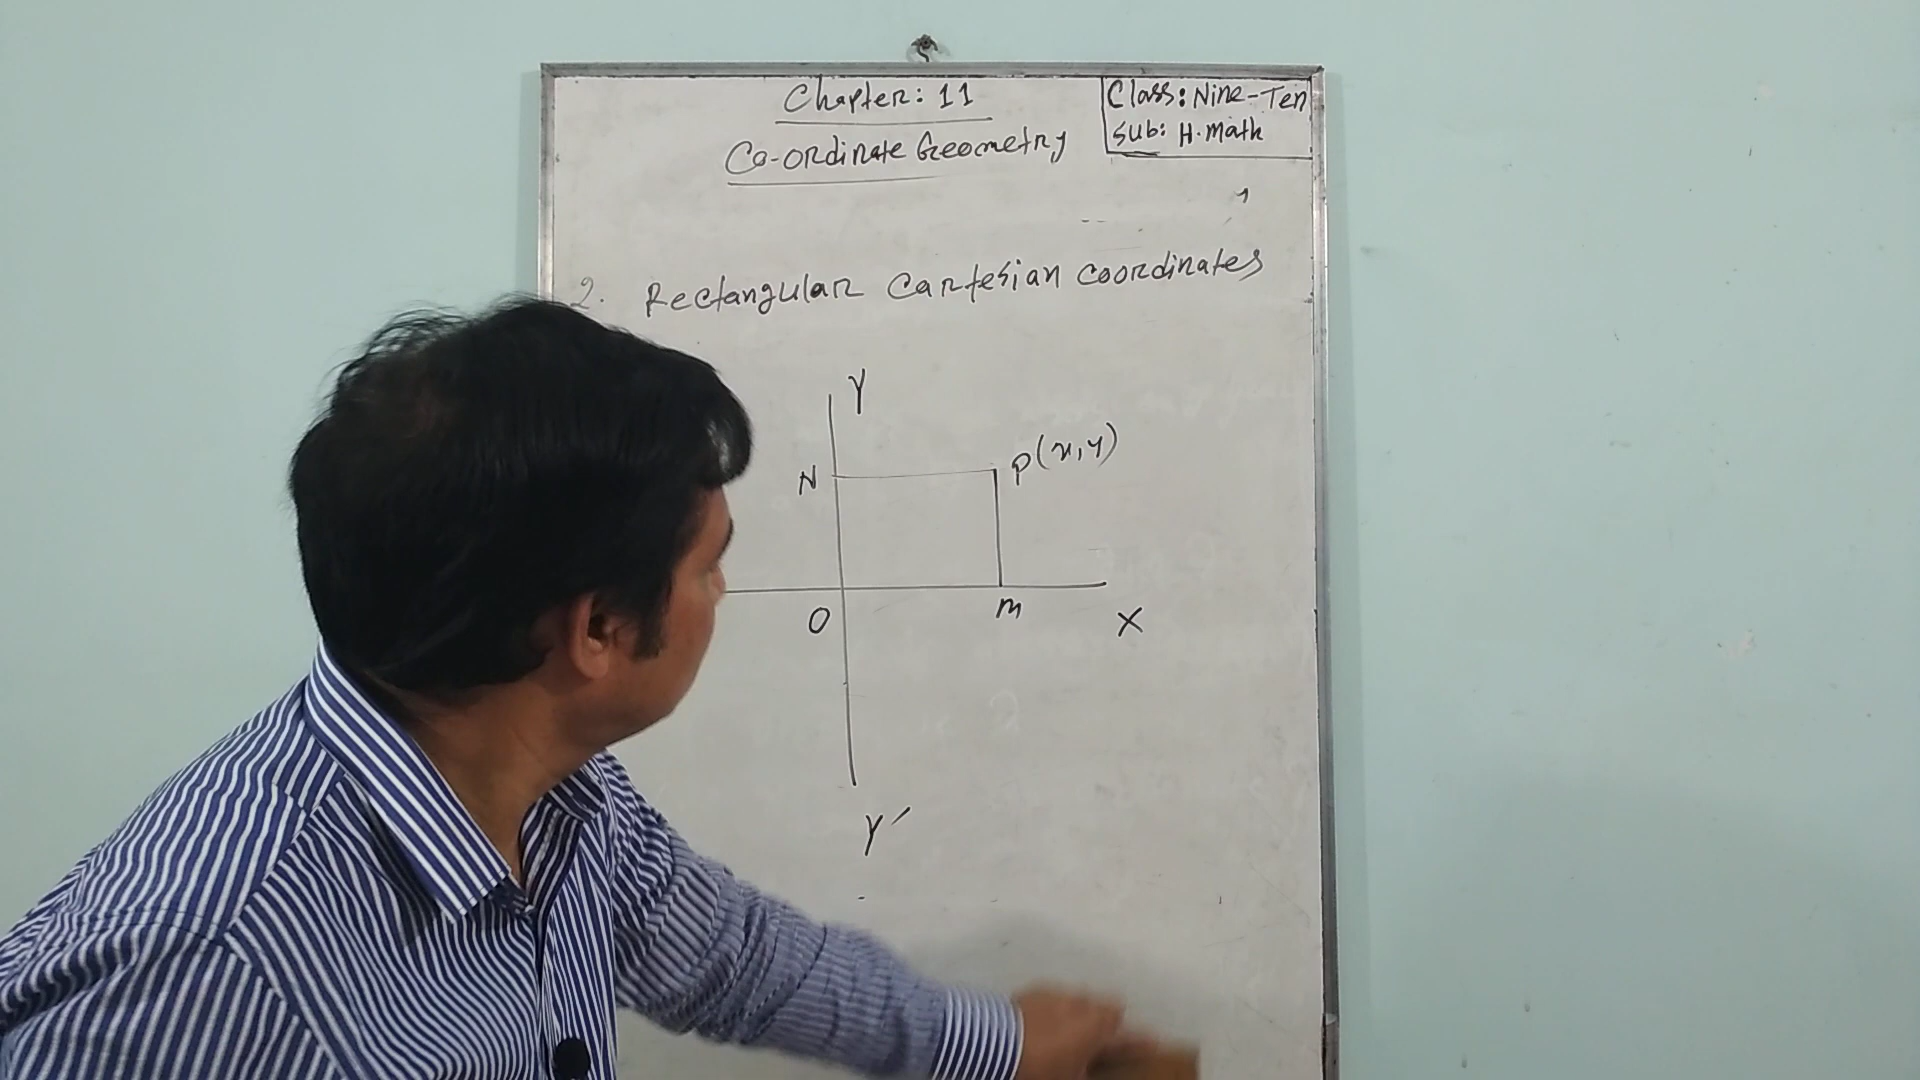 Chapter: 11
Class: Nine-Ten
Sub: H. Math
Co-ordinate Geometry
2. Rectangular Cartesian coordinates
Y
P(x,y)
N
O
M
X
Y′